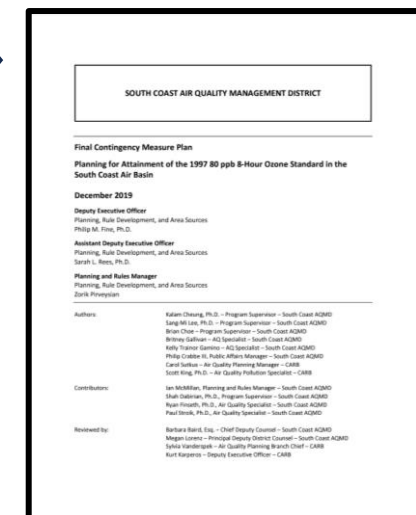 SOUTH COAST AIR QUALITY MANAGEMENT DISTRICT
Final Contingency Measure Plan
Planning for Attainment of the 1997 80 ppb 8-Hour Ozone Standard in the
South Coast Air Basin
December 2019
Deputy Executive Officer
Planning, Rule Development, and Area Sources
Philip M. Fine, Ph.D.
Assistant Deputy Executive Officer
Planning, Rule Development, and Area Sources
Sarah L. Rees, Ph.D.
Planning and Rules Manager
Planning, Rule Development, and Area Sources
Zorik Pirveysian
Authors: Kalam Cheung, Ph.D. – Program Supervisor – South Coast AQMD
Sang-Mi Lee, Ph.D. – Program Supervisor – South Coast AQMD
Brian Choe – Program Supervisor – South Coast AQMD
Britney Gallivan – AQ Specialist – South Coast AQMD
Kelly Trainor Gamino – AQ Specialist – South Coast AQMD
Philip Crabbe III, Public Affairs Manager – South Coast AQMD
Carol Sutkus – Air Quality Planning Manager – CARB
Scott King, Ph.D. – Air Quality Pollution Specialist – CARB
Contributors: Ian McMillan, Planning and Rules Manager – South Coast AQMD
Shah Dabirian, Ph.D., Program Supervisor – South Coast AQMD
Ryan Finseth, Ph.D., Air Quality Specialist – South Coast AQMD
Paul Stroik, Ph.D., Air Quality Specialist – South Coast AQMD
Reviewed by: Barbara Baird, Esq. – Chief Deputy Counsel – South Coast AQMD
Megan Lorenz – Principal Deputy District Counsel – South Coast AQMD
Sylvia Vanderspek – Air Quality Planning Branch Chief – CARB
Kurt Karperos – Deputy Executive Officer – CARB